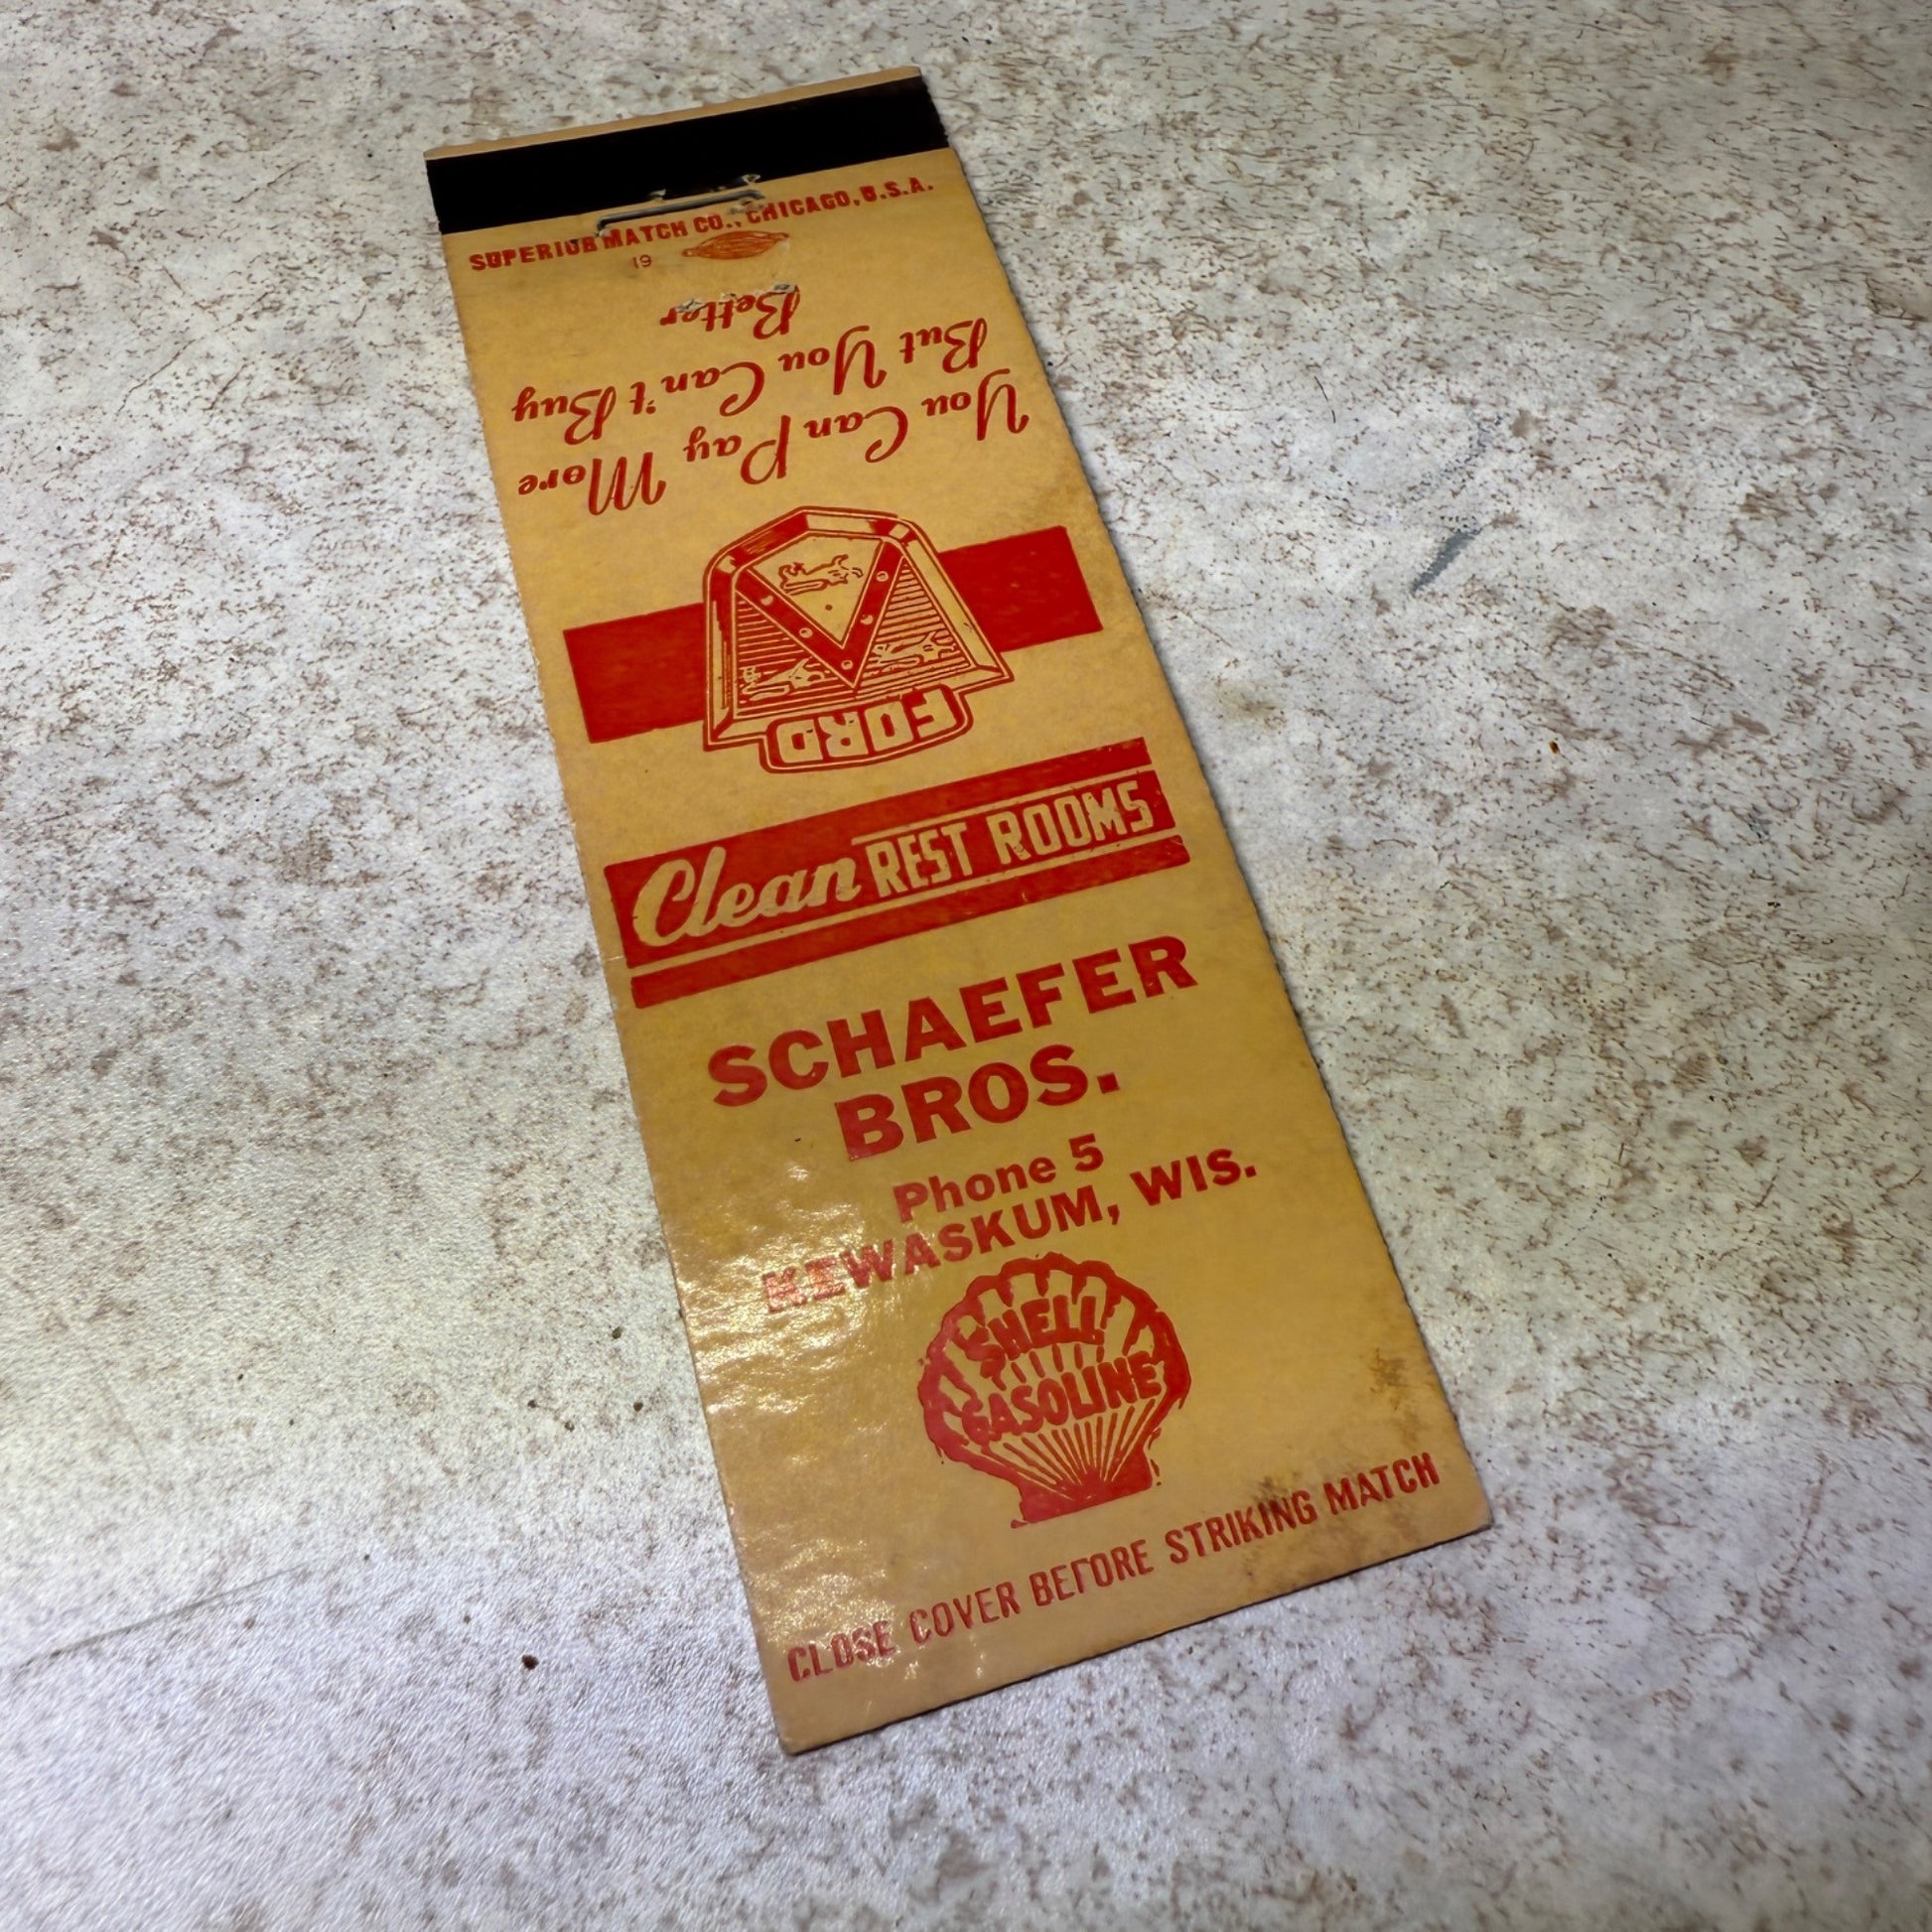 SUPERIOR MATCH CO., CHICAGO, U.S.A.
19
You Can Pay More
But You Can't Buy
Better
FORD
Clean REST ROOMS
SCHAEFER
BROS.
Phone 5
KEWASKUM, WIS.
SHELL
GASOLINE
CLOSE COVER BEFORE STRIKING MATCH